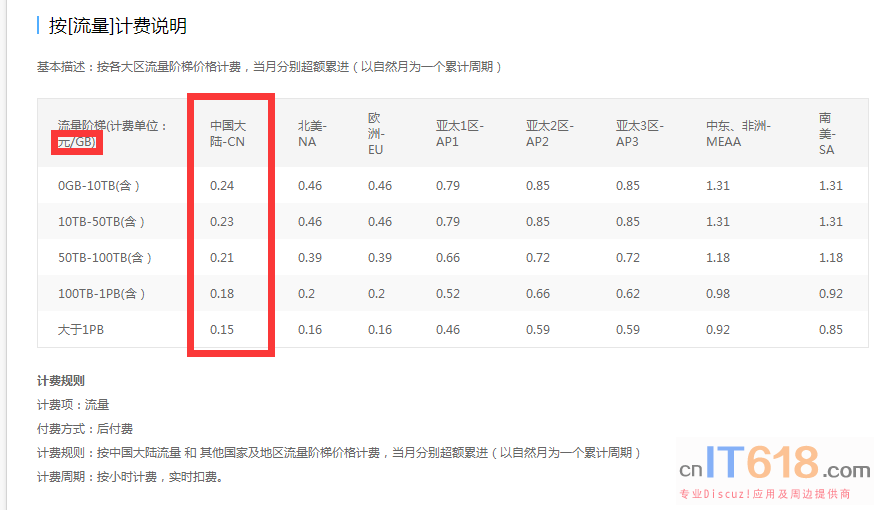 按[流量]计费说明
基本描述：按各大区流量阶梯价格计费，当月分别超额累进（以自然月为一个累计周期）
流量阶梯(计费单位：元/GB) 中国大陆-CN 北美-NA 欧洲-EU 亚太1区-AP1 亚太2区-AP2 亚太3区-AP3 中东、非洲-MEAA 南美-SA
0GB-10TB(含) 0.24 0.46 0.46 0.79 0.85 0.85 1.31 1.31
10TB-50TB(含) 0.23 0.46 0.46 0.79 0.85 0.85 1.31 1.31
50TB-100TB(含) 0.21 0.39 0.39 0.66 0.72 0.72 1.18 1.18
100TB-1PB(含) 0.18 0.2 0.2 0.52 0.66 0.62 0.98 0.92
大于1PB 0.15 0.16 0.16 0.46 0.59 0.59 0.92 0.85
计费规则
计费项：流量
付费方式：后付费
计费规则：按中国大陆流量 和 其他国家及地区流量阶梯价格计费，当月分别超额累进（以自然月为一个累计周期）
计费周期：按小时计费，实时扣费。
cnIT618.com
专业Discuz!应用及周边提供商